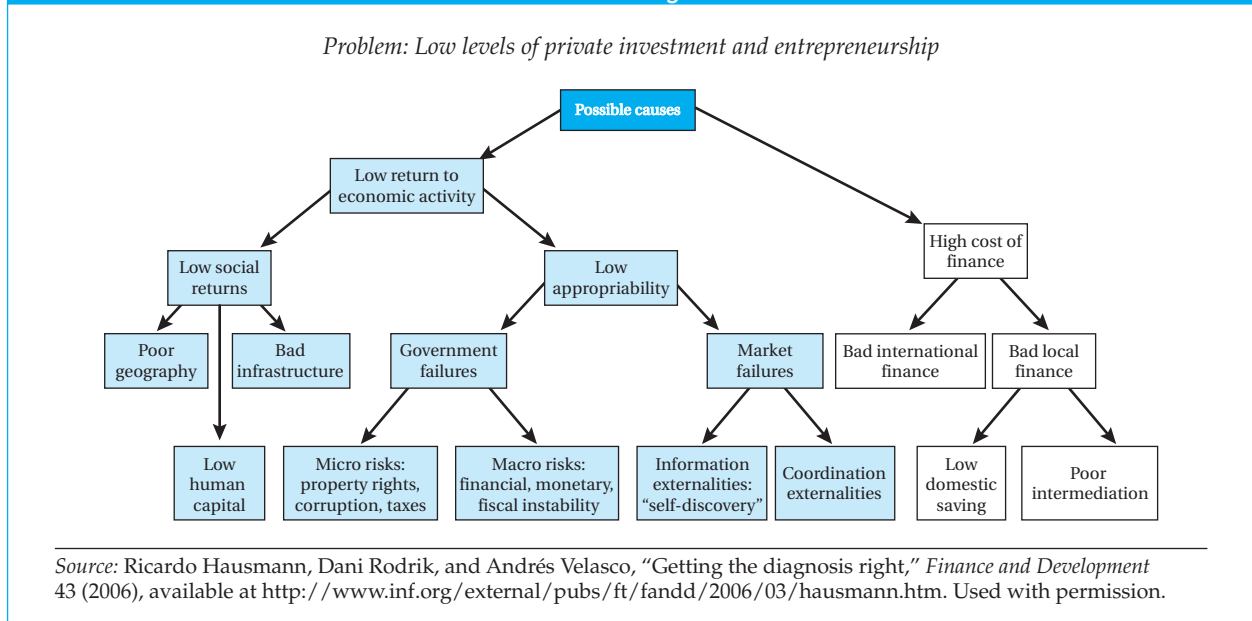 Problem: Low levels of private investment and entrepreneurship
Possible causes
Low return to
economic activity
High cost of
finance
Low social
returns
Low
appropriability
Poor
geography
Bad
infrastructure
Government
failures
Market
failures
Bad international
finance
Bad local
finance
Low
human
capital
Micro risks:
property rights,
corruption, taxes
Macro risks:
financial, monetary,
fiscal instability
Information
externalities:
“self-discovery”
Coordination
externalities
Low
domestic
saving
Poor
intermediation
Source: Ricardo Hausmann, Dani Rodrik, and Andrés Velasco, “Getting the diagnosis right,” Finance and Development
43 (2006), available at http://www.inf.org/external/pubs/ft/fandd/2006/03/hausmann.htm. Used with permission.